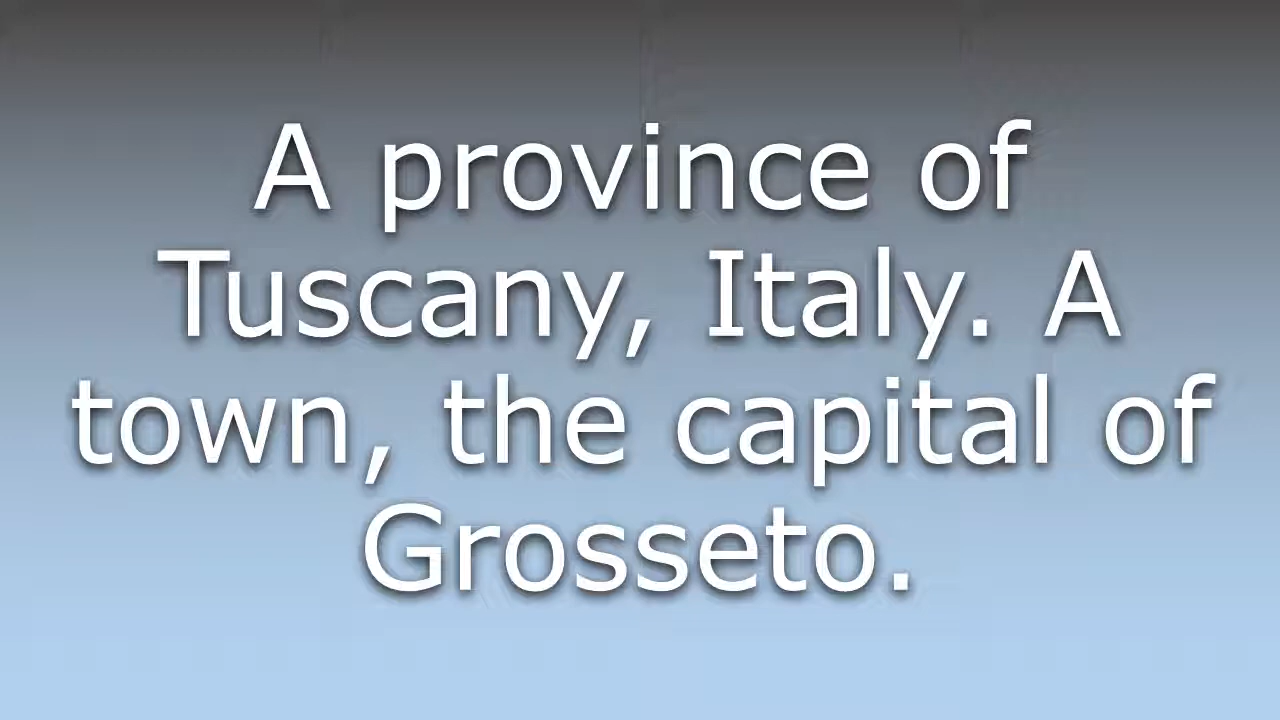 A province of
Tuscany, Italy. A
town, the capital of
Grosseto.